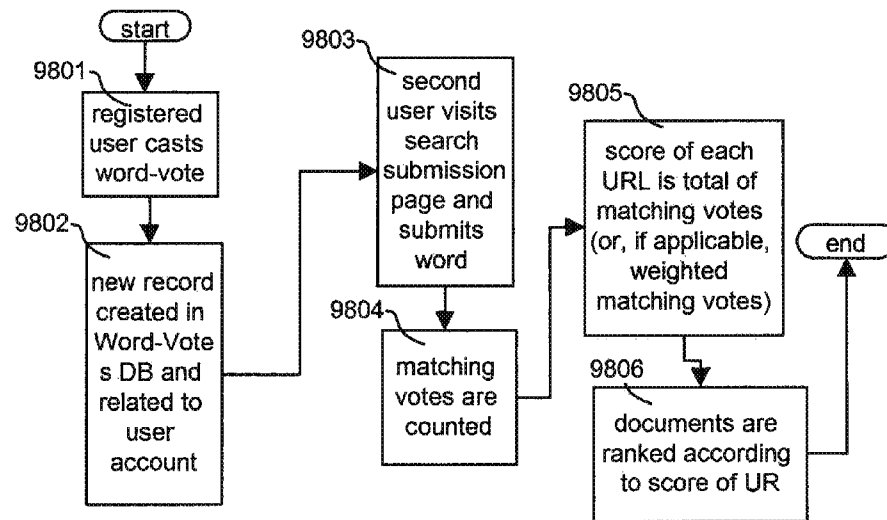 start
9801
registered
user casts
word-vote
9802
new record
created in
Word-Vote
s DB and
related to
user
account
9803
second
user visits
search
submission
page and
submits
word
9804
matching
votes are
counted
9805
score of each
URL is total of
matching votes
(or, if applicable,
weighted
matching votes)
9806
documents are
ranked according
to score of UR
end